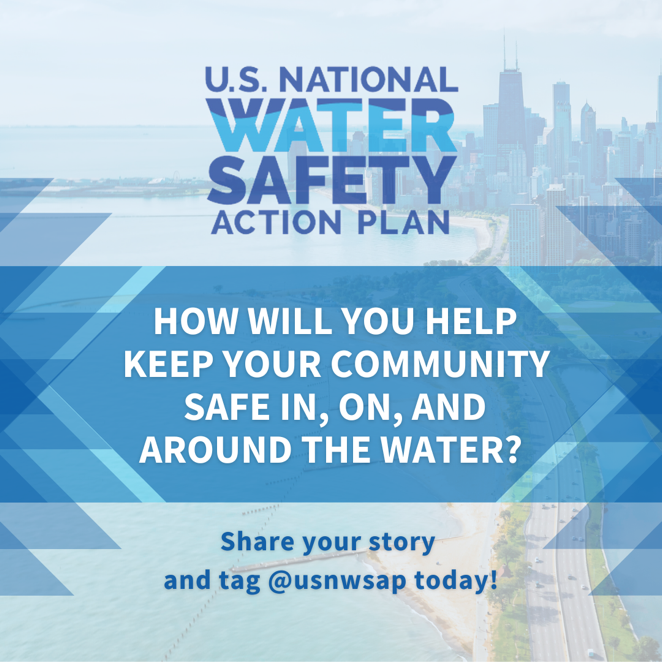 U.S. NATIONAL
WATER
SAFETY
ACTION PLAN
HOW WILL YOU HELP
KEEP YOUR COMMUNITY
SAFE IN, ON, AND
AROUND THE WATER?
Share your story
and tag @usnwsap today!